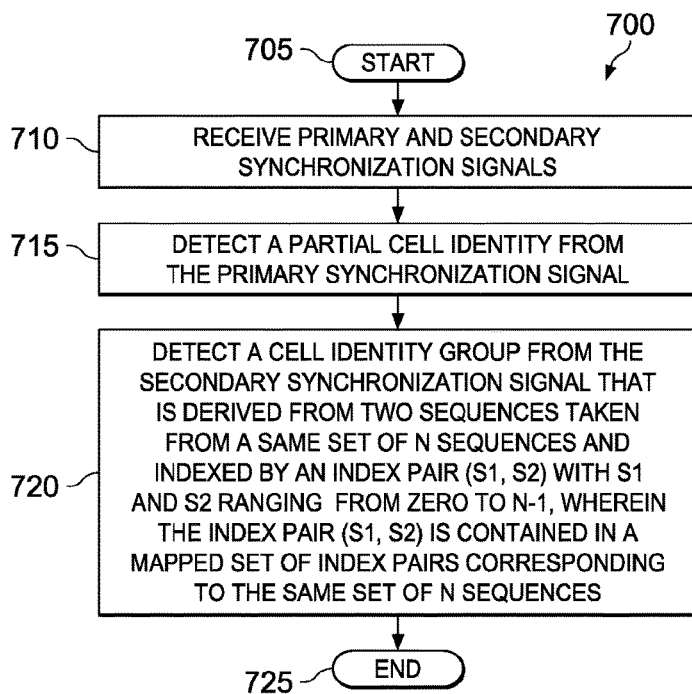 700
705
START
710
RECEIVE PRIMARY AND SECONDARY
SYNCHRONIZATION SIGNALS
715
DETECT A PARTIAL CELL IDENTITY FROM
THE PRIMARY SYNCHRONIZATION SIGNAL
720
DETECT A CELL IDENTITY GROUP FROM THE
SECONDARY SYNCHRONIZATION SIGNAL THAT
IS DERIVED FROM TWO SEQUENCES TAKEN
FROM A SAME SET OF N SEQUENCES AND
INDEXED BY AN INDEX PAIR (S1, S2) WITH S1
AND S2 RANGING FROM ZERO TO N-1, WHEREIN
THE INDEX PAIR (S1, S2) IS CONTAINED IN A
MAPPED SET OF INDEX PAIRS CORRESPONDING
TO THE SAME SET OF N SEQUENCES
725
END